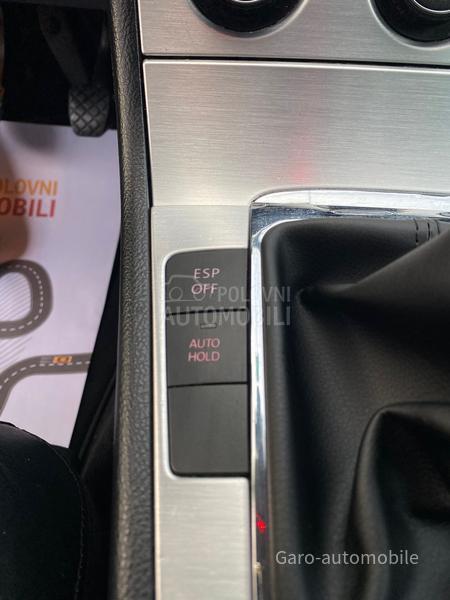 POLOVNI
MOBILI
ESP
OFF
POLOVNI
AUTOMOBILI
AUTO
HOLD
Garo-automobile